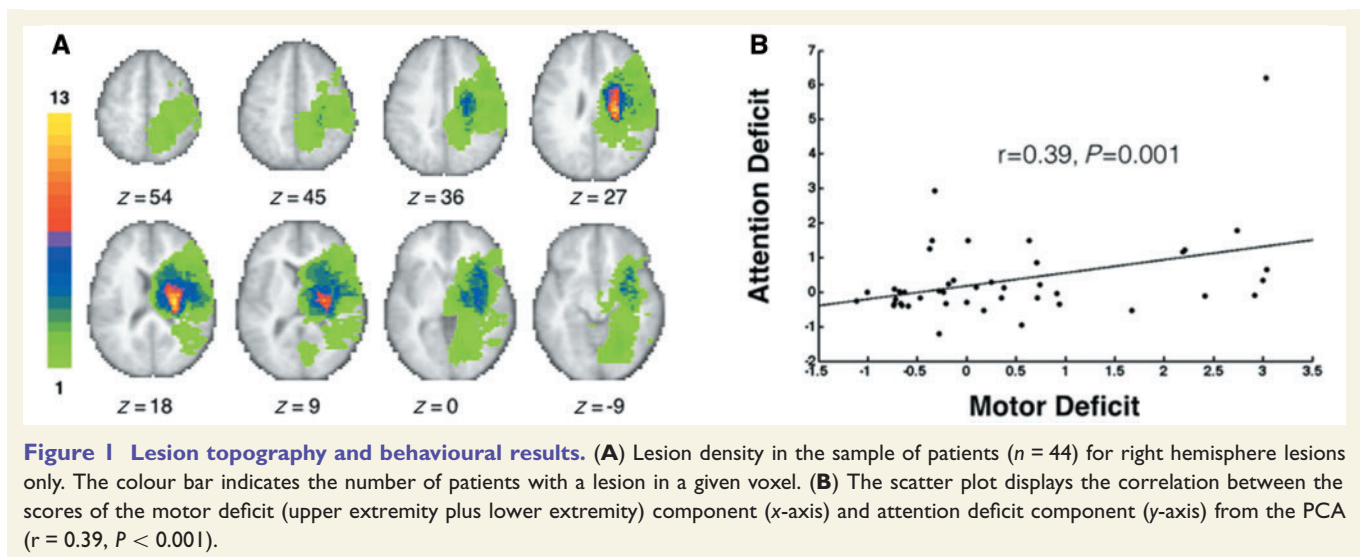 A
13
1
z = 54
z = 45
z = 36
z = 27
z = 18
z = 9
z = 0
z = -9
B
Attention Deficit
7
6
5
4
3
2
1
0
-1
-2
r=0.39, P=0.001
-1.5 -1 -0.5 0 0.5 1 1.5 2 2.5 3 3.5
Motor Deficit
Figure 1 Lesion topography and behavioural results. (A) Lesion density in the sample of patients (n = 44) for right hemisphere lesions
only. The colour bar indicates the number of patients with a lesion in a given voxel. (B) The scatter plot displays the correlation between the
scores of the motor deficit (upper extremity plus lower extremity) component (x-axis) and attention deficit component (y-axis) from the PCA
(r = 0.39, P < 0.001).